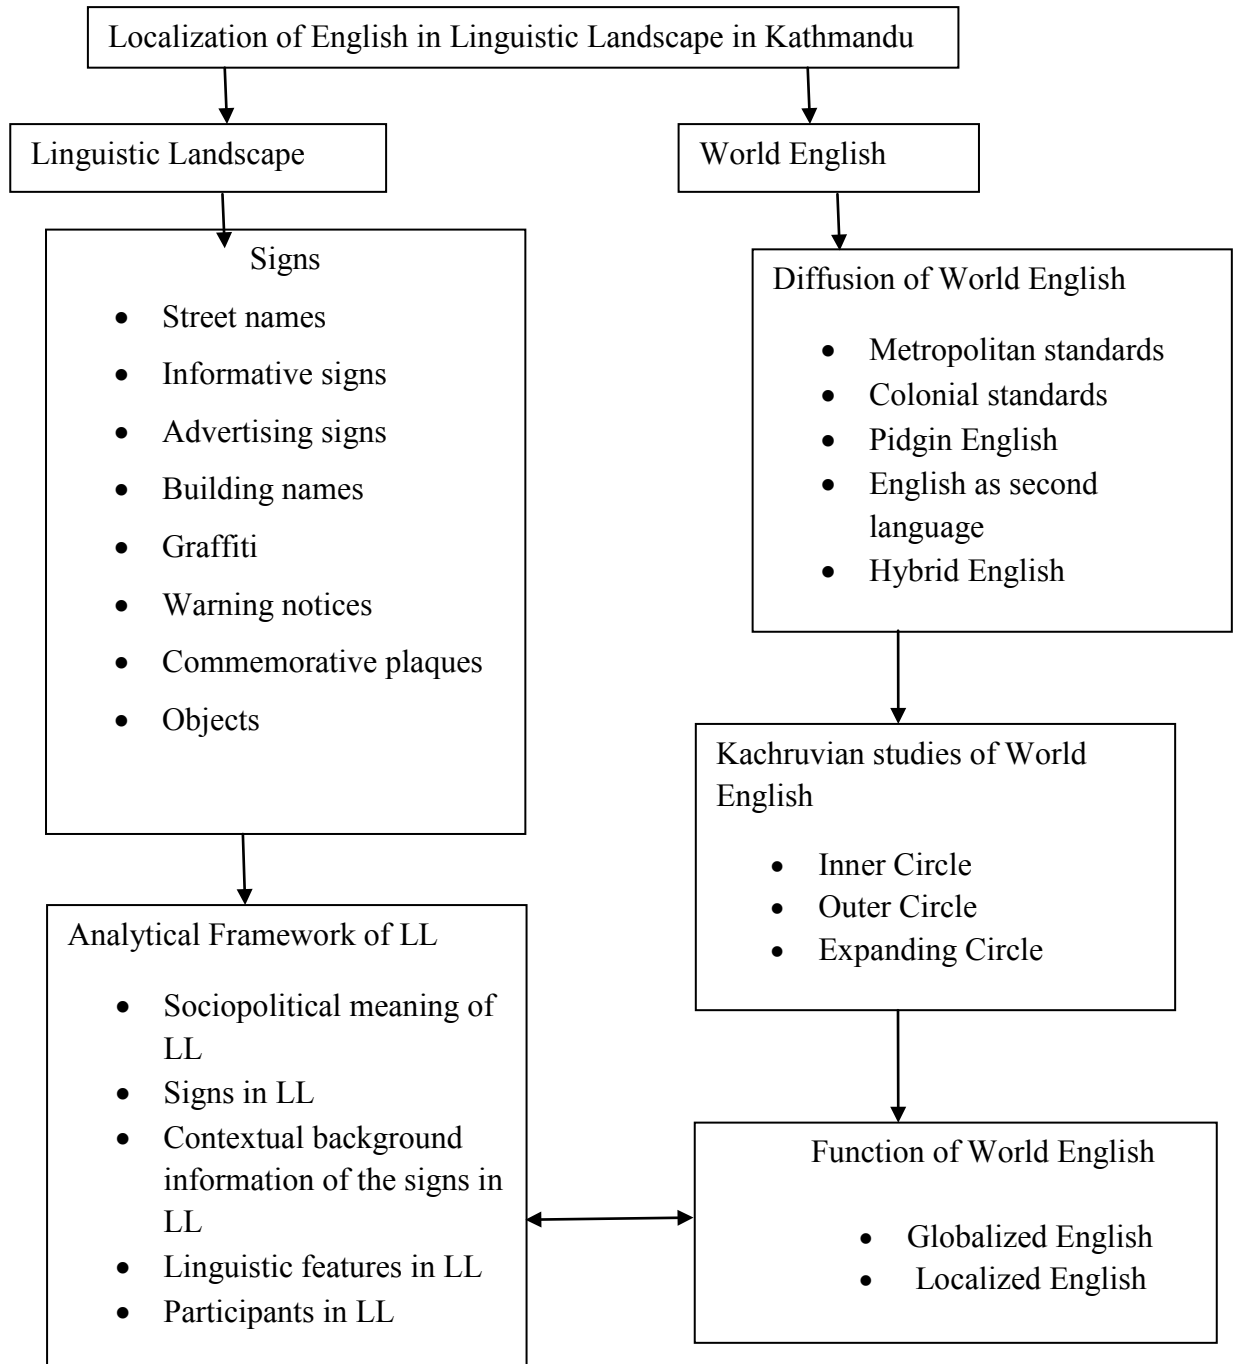 Localization of English in Linguistic Landscape in Kathmandu
Linguistic Landscape
World English
Signs
• Street names
• Informative signs
• Advertising signs
• Building names
• Graffiti
• Warning notices
• Commemorative plaques
• Objects
Diffusion of World English
• Metropolitan standards
• Colonial standards
• Pidgin English
• English as second
language
• Hybrid English
Kachruvian studies of World
English
• Inner Circle
• Outer Circle
• Expanding Circle
Analytical Framework of LL
• Sociopolitical meaning of
LL
• Signs in LL
• Contextual background
information of the signs in
LL
• Linguistic features in LL
• Participants in LL
Function of World English
• Globalized English
• Localized English